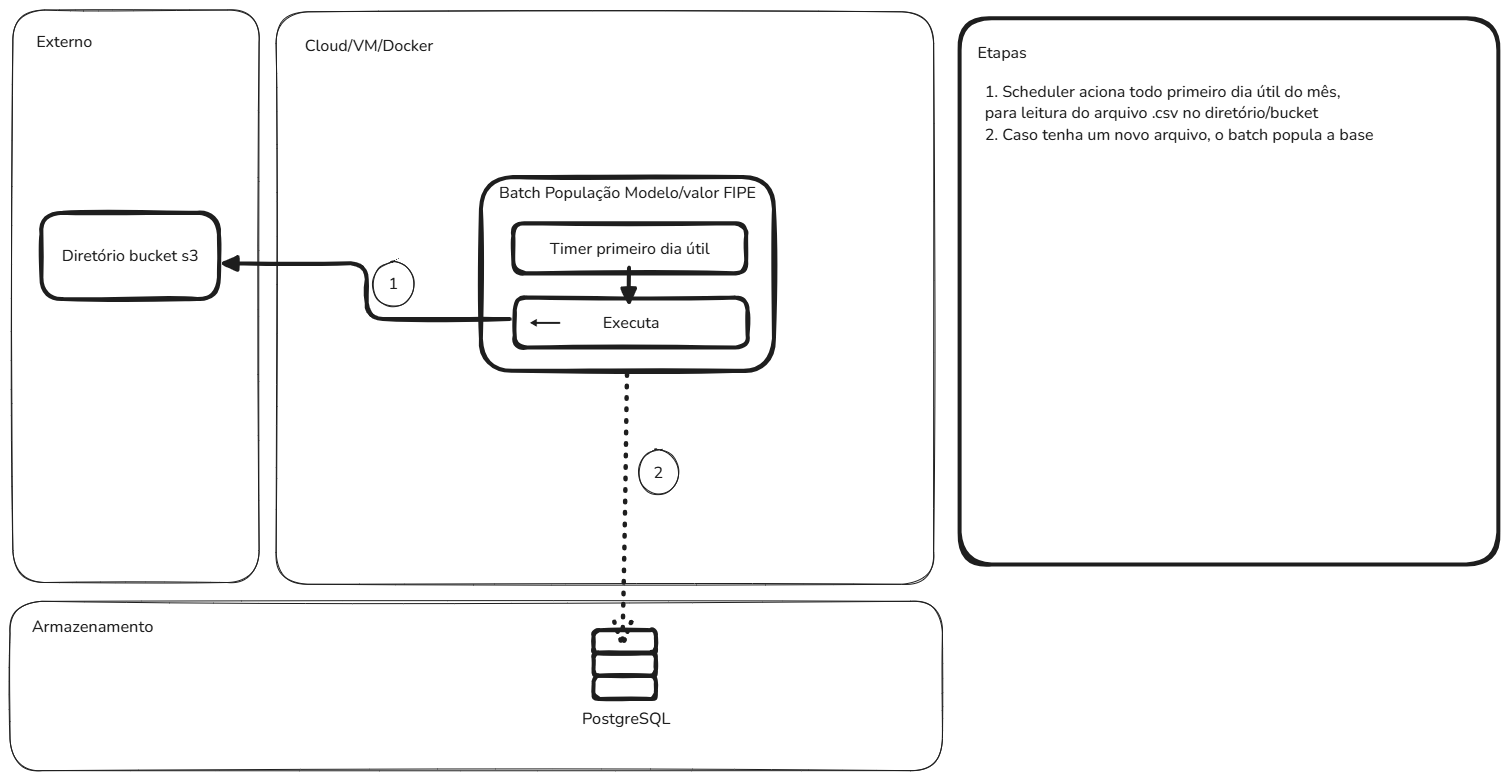 Externo
Cloud/VM/Docker
Etapas
1. Scheduler aciona todo primeiro dia útil do mês,
para leitura do arquivo .csv no diretório/bucket
2. Caso tenha um novo arquivo, o batch popula a base
Batch População Modelo/valor FIPE
Timer primeiro dia útil
Diretório bucket s3
1
Executa
2
Armazenamento
PostgreSQL